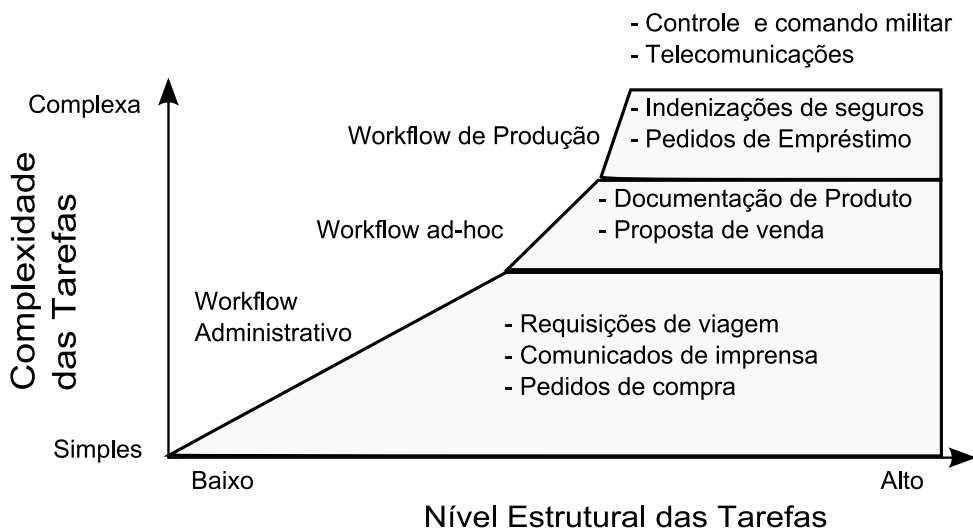 - Controle e comando militar
- Telecomunicações
Complexa
- Indenizações de seguros
Workflow de Produção
- Pedidos de Empréstimo
- Documentação de Produto
Workflow ad-hoc
- Proposta de venda
Complexidade
das Tarefas
Workflow
Administrativo
- Requisições de viagem
- Comunicados de imprensa
- Pedidos de compra
Simples
Baixo
Alto
Nível Estrutural das Tarefas